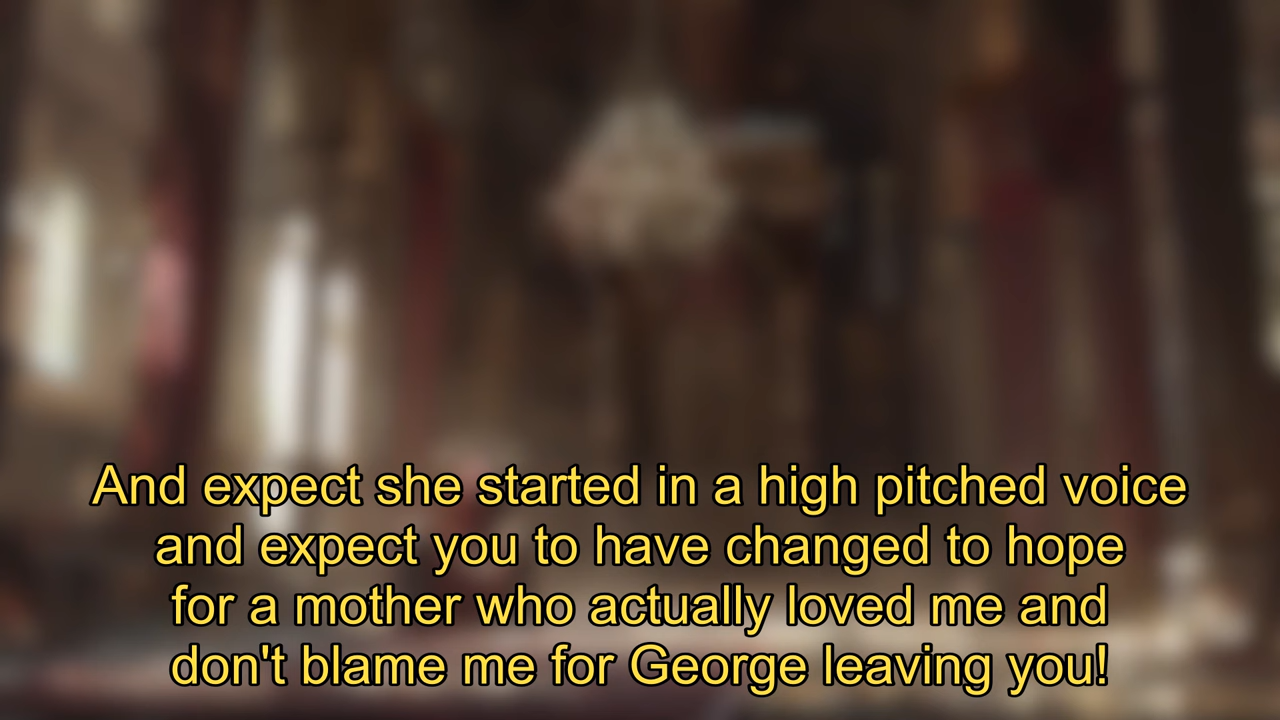 And expect she started in a high pitched voice
and expect you to have changed to hope
for a mother who actually loved me and
don't blame me for George leaving you!